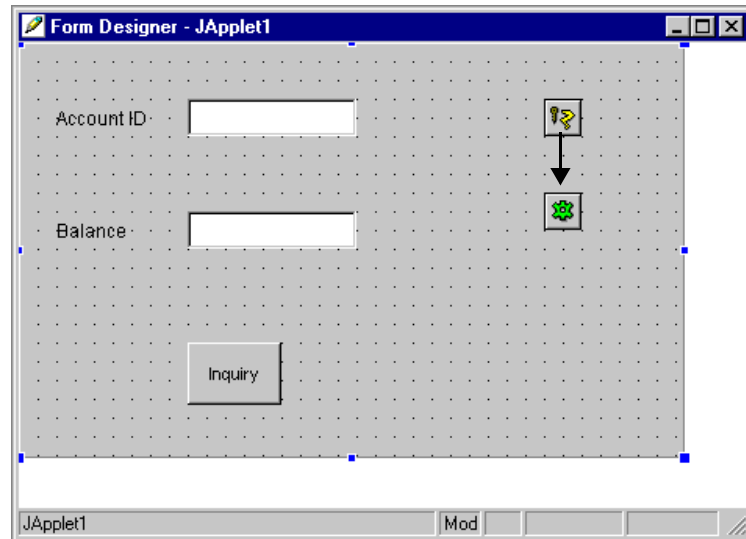 Form Designer - JApplet1
Account ID
Balance
Inquiry
JApplet1 Mod